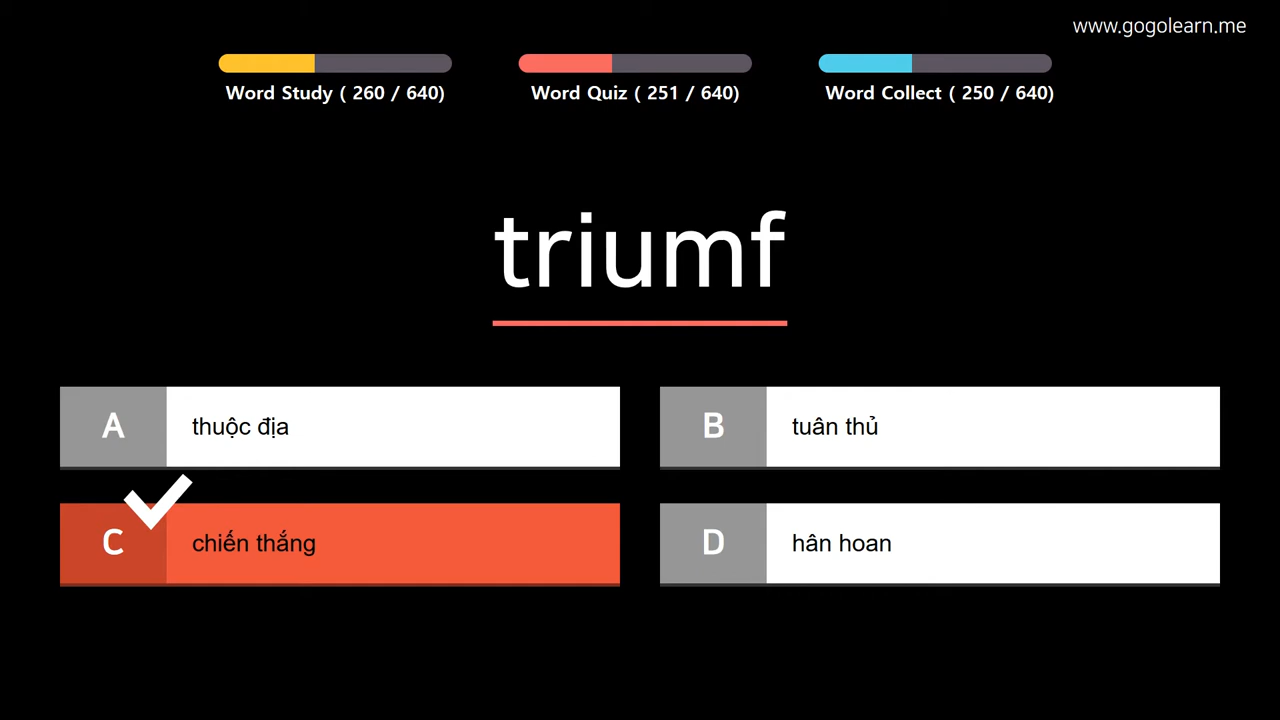 www.gogolearn.me
Word Study ( 260 / 640)
Word Quiz ( 251 / 640)
Word Collect ( 250 / 640)
triumf
A thuộc địa
B tuân thủ
C chiến thắng
D hân hoan